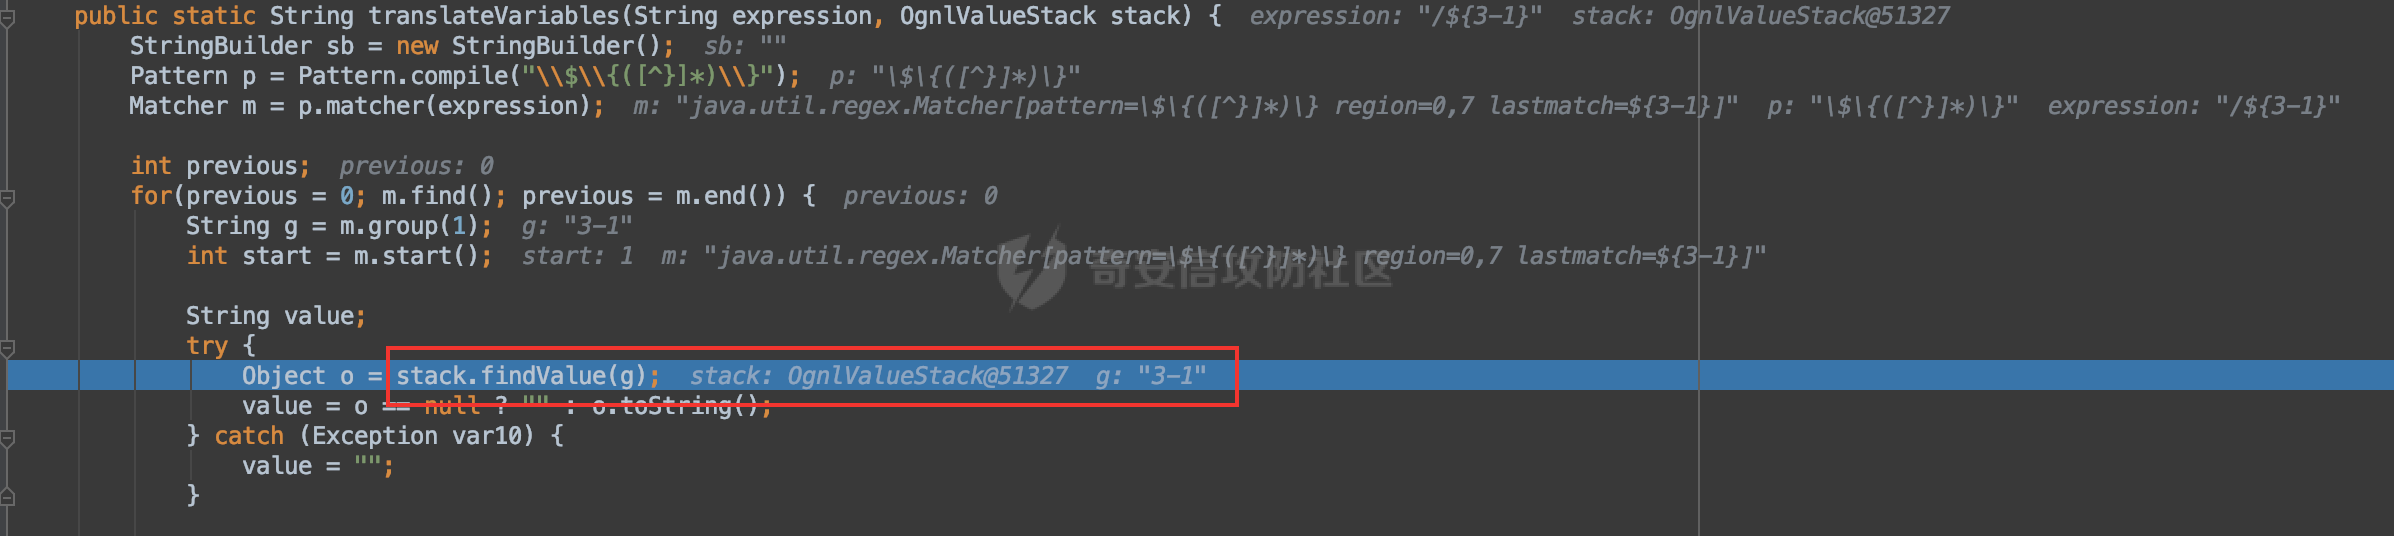 public static String translateVariables(String expression, OgnlValueStack stack) {  expression: "/${3-1}"  stack: OgnlValueStack@51327
StringBuilder sb = new StringBuilder();  sb: ""
Pattern p = Pattern.compile("\\$\\{([^}]*)\\}");  p: "\$\{([^}]*)\}"
Matcher m = p.matcher(expression);  m: "java.util.regex.Matcher[pattern=\$\{([^}]*)\} region=0,7 lastmatch=${3-1}]"  p: "\$\{([^}]*)\}"  expression: "/${3-1}"
int previous;  previous: 0
for(previous = 0; m.find(); previous = m.end()) {  previous: 0
String g = m.group(1);  g: "3-1"
int start = m.start();  start: 1  m: "java.util.regex.Matcher[pattern=\$\{([^}]*)\} region=0,7 lastmatch=${3-1}]"
奇安信攻防社区
String value;
try {
Object o = stack.findValue(g);  stack: OgnlValueStack@51327  g: "3-1"
value = o == null ? "" : o.toString();
} catch (Exception var10) {
value = "";
}